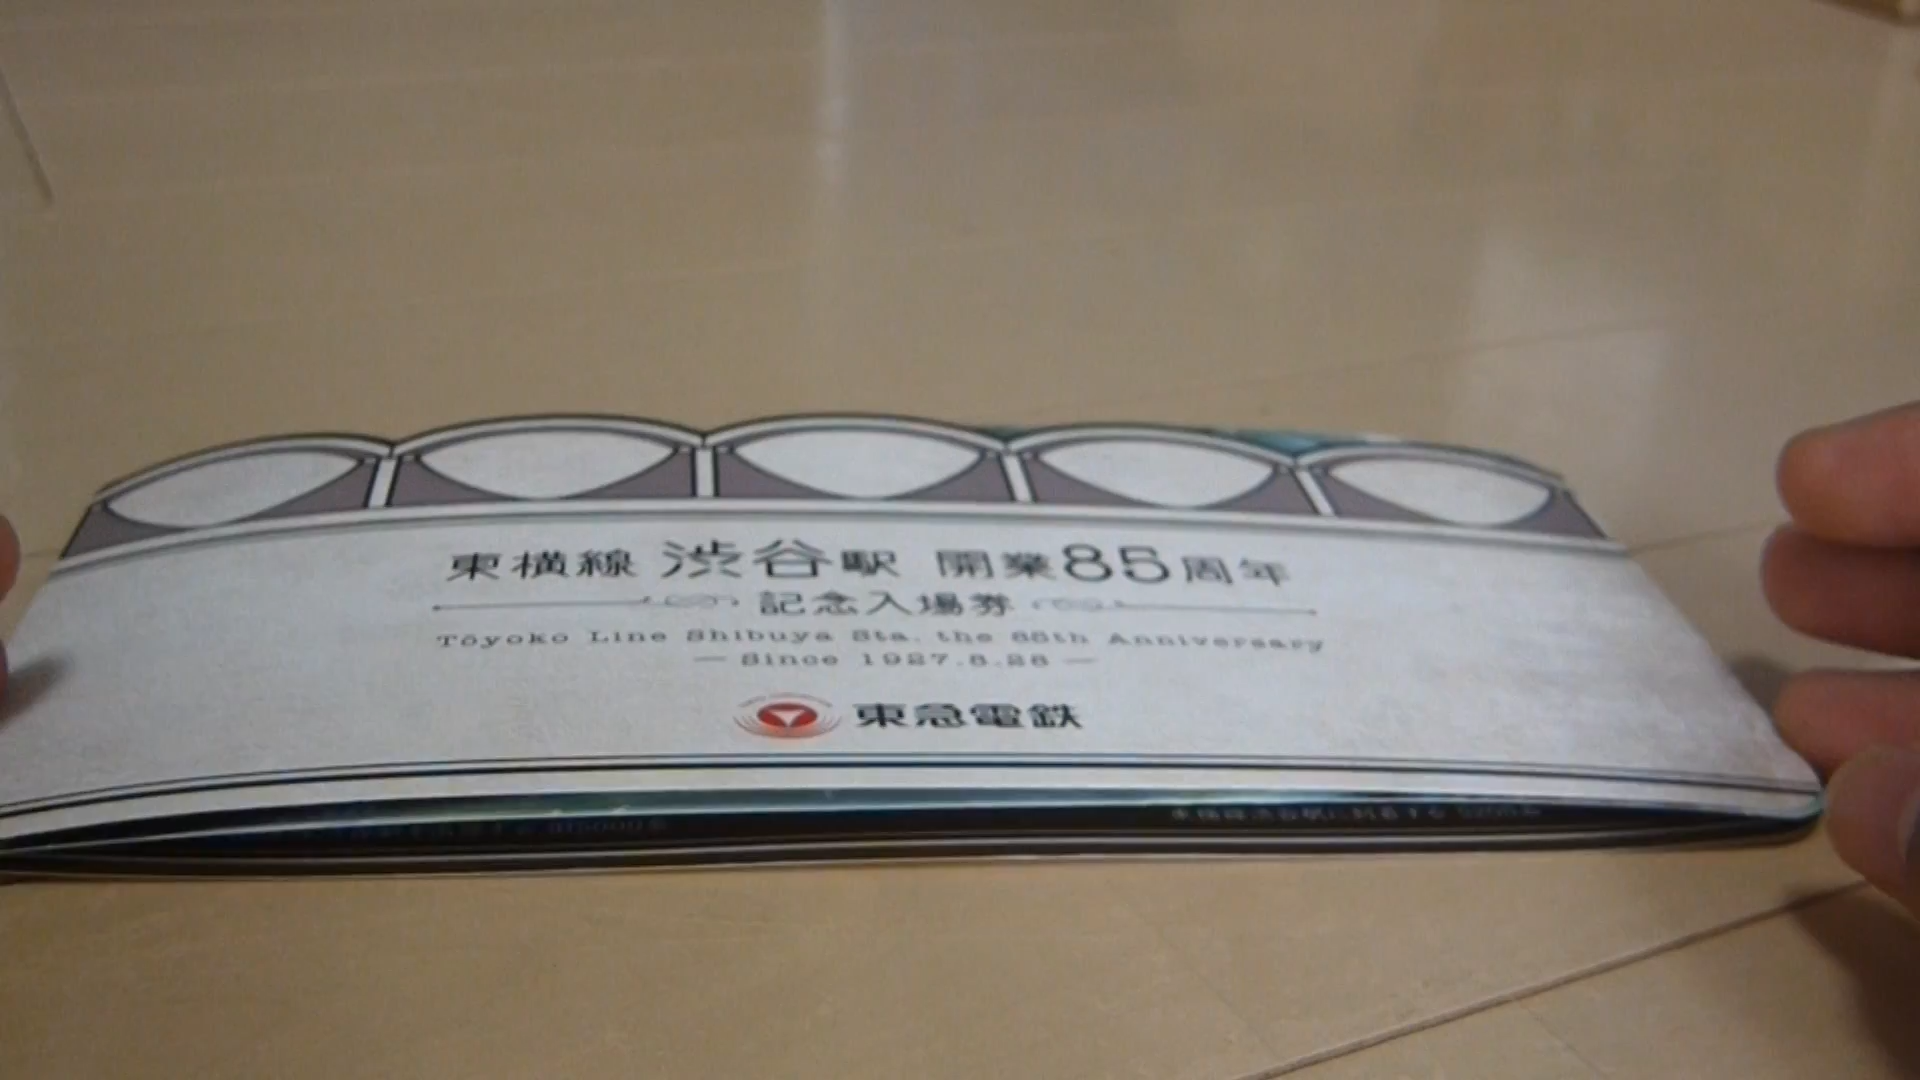 東横線 渋谷駅 開業85周年
記念入場券
Tōyoko Line Shibuya Sta. the 85th Anniversary
— Since 1927.8.28 —
東急電鉄